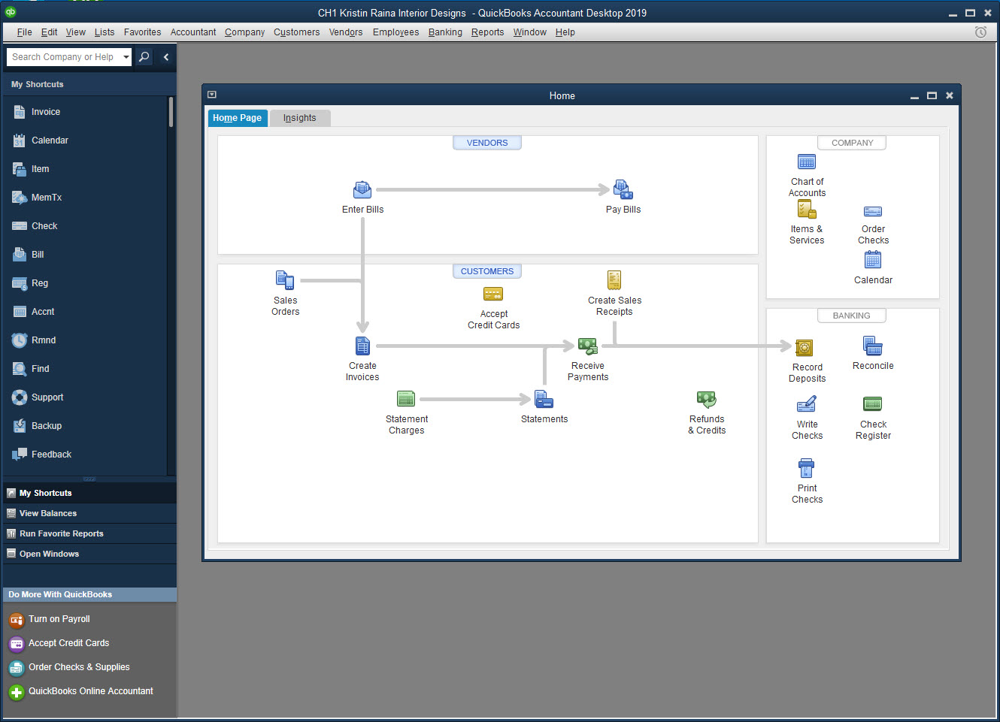 CH1 Kristin Raina Interior Designs - QuickBooks Accountant Desktop 2019
File Edit View Lists Favorites Accountant Company Customers Vendors Employees Banking Reports Window Help
Search Company or Help
My Shortcuts
Invoice
Calendar
Item
MemTx
Check
Bill
Reg
Accnt
Rmnd
Find
Support
Backup
Feedback
My Shortcuts
View Balances
Run Favorite Reports
Open Windows
Do More With QuickBooks
Turn on Payroll
Accept Credit Cards
Order Checks & Supplies
QuickBooks Online Accountant
Home
Home Page
Insights
VENDORS
Enter Bills
Pay Bills
CUSTOMERS
Sales
Orders
Accept
Credit Cards
Create Sales
Receipts
Create
Invoices
Receive
Payments
Statement
Charges
Statements
Refunds
& Credits
COMPANY
Chart of
Accounts
Items &
Services
Order
Checks
Calendar
BANKING
Record
Deposits
Reconcile
Write
Checks
Check
Register
Print
Checks